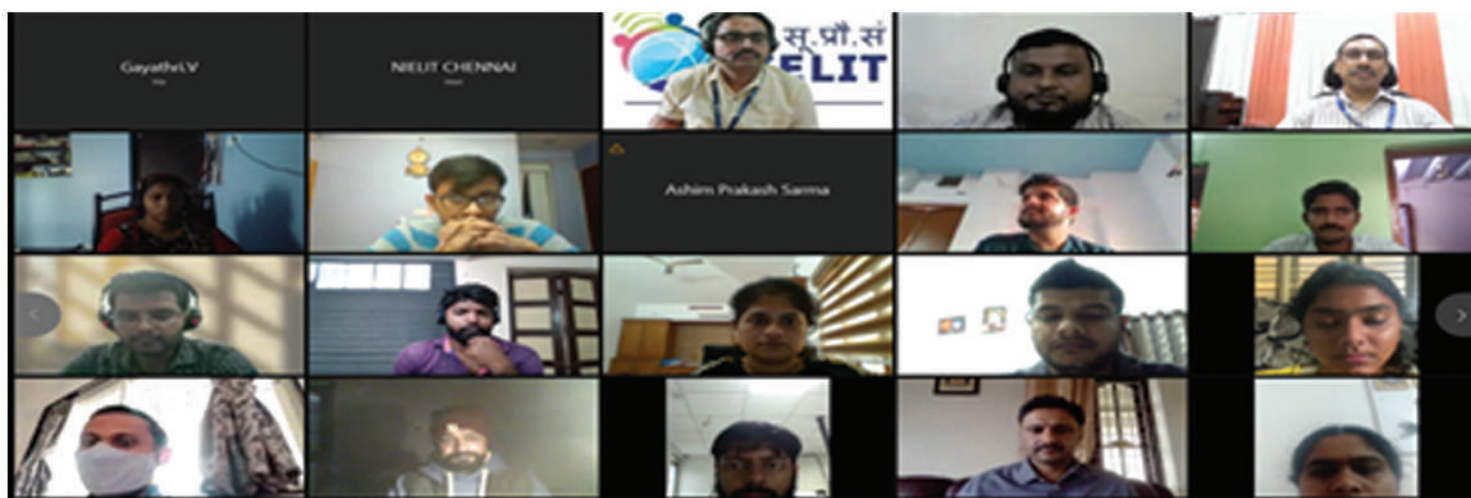 Gayathri.V
NIELIT CHENNAI
सू.प्रौ.सं
ELIT
Ashim Prakash Sarma